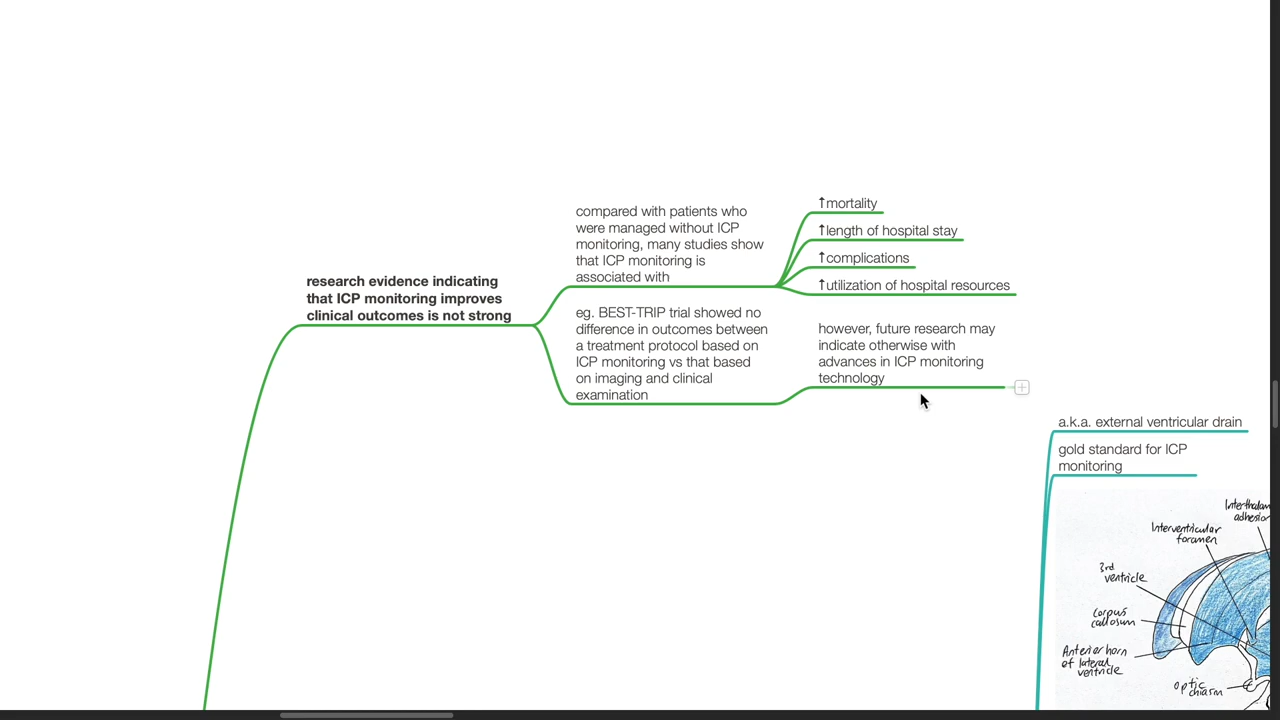 research evidence indicating
that ICP monitoring improves
clinical outcomes is not strong
compared with patients who
were managed without ICP
monitoring, many studies show
that ICP monitoring is
associated with
↑mortality
↑length of hospital stay
↑complications
↑utilization of hospital resources
eg. BEST-TRIP trial showed no
difference in outcomes between
a treatment protocol based on
ICP monitoring vs that based
on imaging and clinical
examination
however, future research may
indicate otherwise with
advances in ICP monitoring
technology
a.k.a. external ventricular drain
gold standard for ICP
monitoring
Interventricular
foramen
3rd
ventricle
Corpus
callosum
Anterior horn
of lateral
ventricle
optic
chiasm